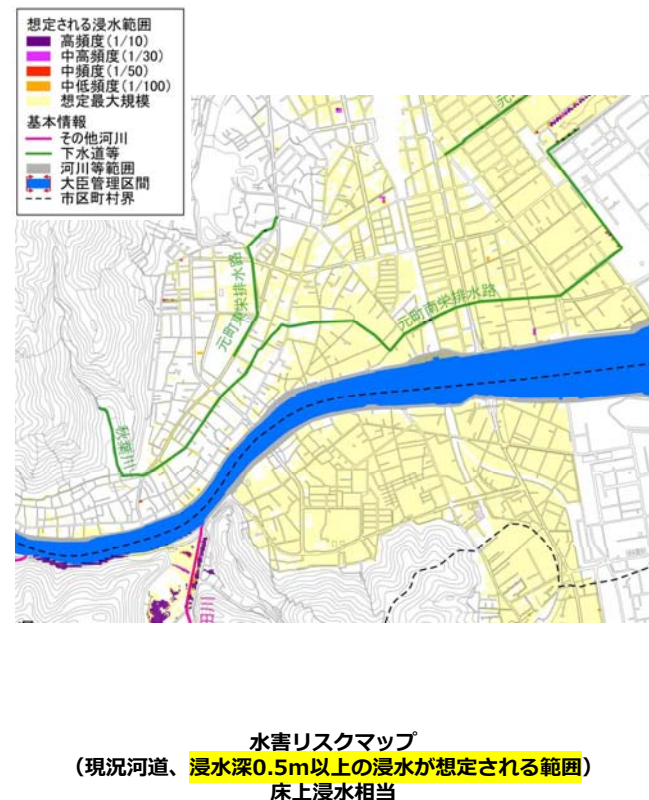 想定される浸水範囲
高頻度(1/10)
中高頻度(1/30)
中頻度(1/50)
中低頻度(1/100)
想定最大規模
基本情報
その他河川
下水道等
河川等範囲
大臣管理区間
市区町村界
元町東栄排水路
元町南栄排水路
水害リスクマップ
(現況河道、浸水深0.5m以上の浸水が想定される範囲)
床上浸水相当